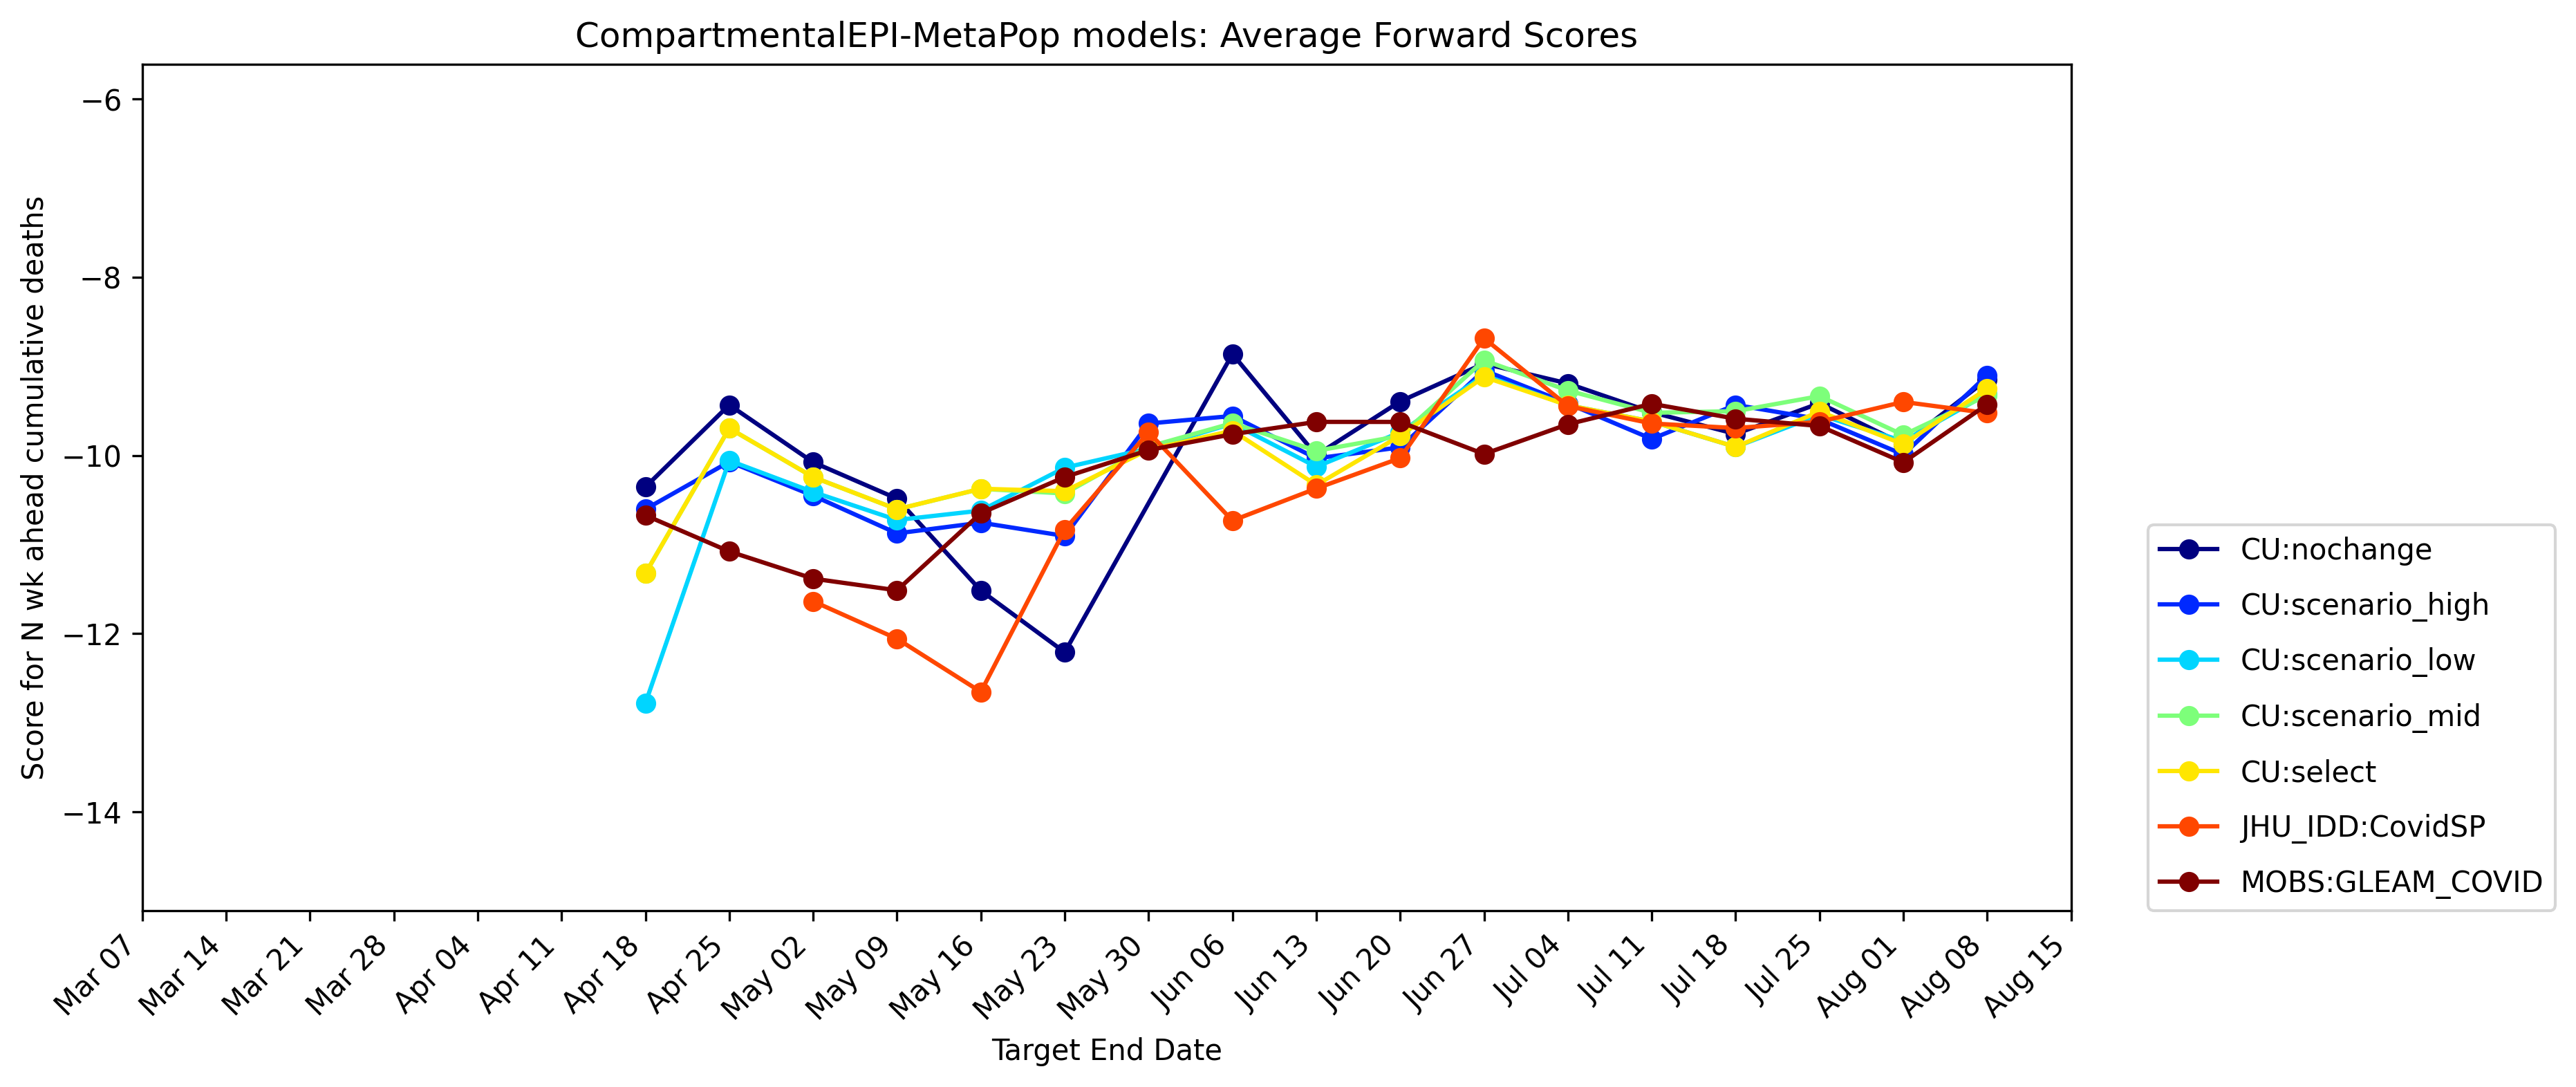 CompartmentalEPI-MetaPop models: Average Forward Scores
Score for N wk ahead cumulative deaths
−6
−8
−10
−12
−14
Mar 07
Mar 14
Mar 21
Mar 28
Apr 04
Apr 11
Apr 18
Apr 25
May 02
May 09
May 16
May 23
May 30
Jun 06
Jun 13
Jun 20
Jun 27
Jul 04
Jul 11
Jul 18
Jul 25
Aug 01
Aug 08
Aug 15
Target End Date
CU:nochange
CU:scenario_high
CU:scenario_low
CU:scenario_mid
CU:select
JHU_IDD:CovidSP
MOBS:GLEAM_COVID